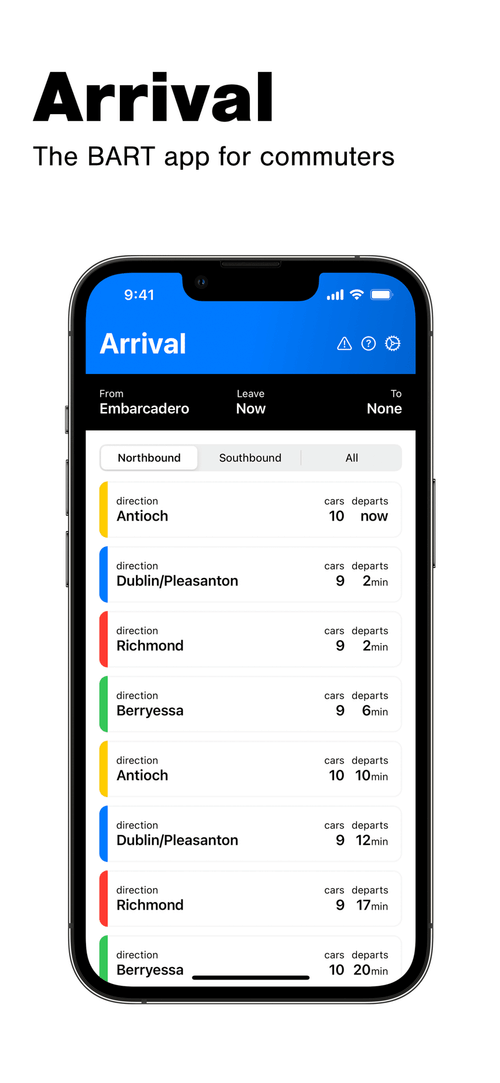 Arrival
The BART app for commuters
9:41
Arrival
From Leave To
Embarcadero Now None
Northbound Southbound All
direction cars departs
Antioch 10 now
direction cars departs
Dublin/Pleasanton 9 2min
direction cars departs
Richmond 9 2min
direction cars departs
Berryessa 9 6min
direction cars departs
Antioch 10 10min
direction cars departs
Dublin/Pleasanton 9 12min
direction cars departs
Richmond 9 17min
direction cars departs
Berryessa 10 20min